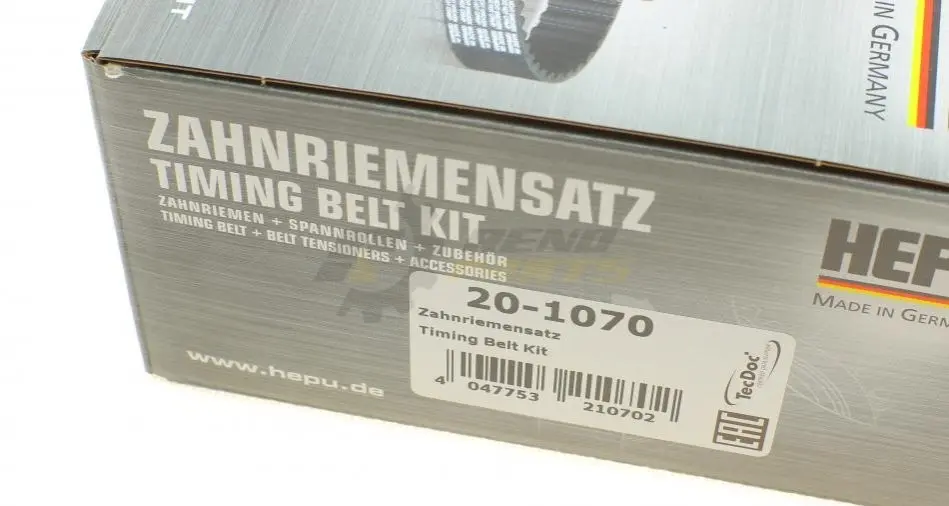 IN GERMANY
ZAHNRIEMENSATZ
TIMING BELT KIT
ZAHNRIEMEN + SPANNROLLEN + ZUBEHÖR
TIMING BELT + BELT TENSIONERS + ACCESSORIES
HEP
MADE IN GERM
20-1070
Zahnriemensatz
Timing Belt Kit
4 047753 210702
TecDoc
EAC
www.hepu.de